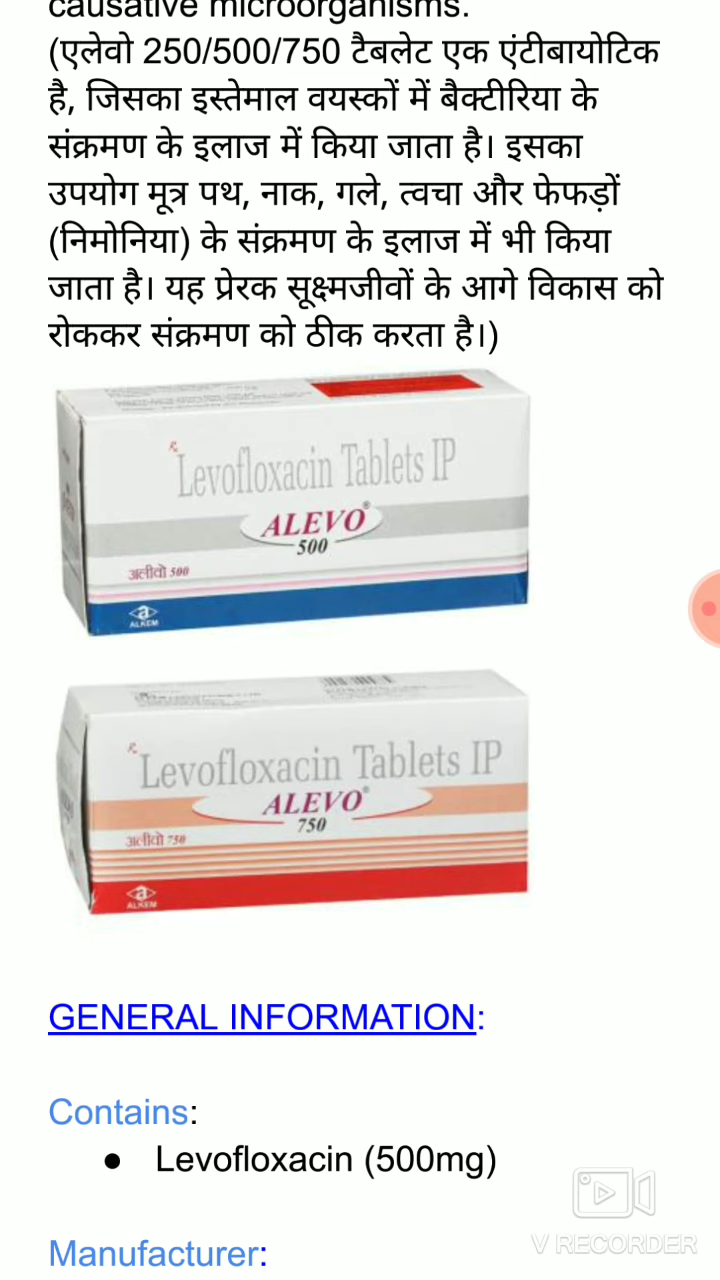 causative microorganisms.
(एलेवो 250/500/750 टैबलेट एक एंटीबायोटिक
है, जिसका इस्तेमाल वयस्कों में बैक्टीरिया के
संक्रमण के इलाज में किया जाता है। इसका
उपयोग मूत्र पथ, नाक, गले, त्वचा और फेफड़ों
(निमोनिया) के संक्रमण के इलाज में भी किया
जाता है। यह प्रेरक सूक्ष्मजीवों के आगे विकास को
रोककर संक्रमण को ठीक करता है।)
Rx
Levofloxacin Tablets IP
ALEVO®
500
अलीवो 500
a
ALKEM
Rx
Levofloxacin Tablets IP
ALEVO®
750
अलीवो 750
a
ALKEM
GENERAL INFORMATION:
Contains:
● Levofloxacin (500mg)
Manufacturer:
V RECORDER